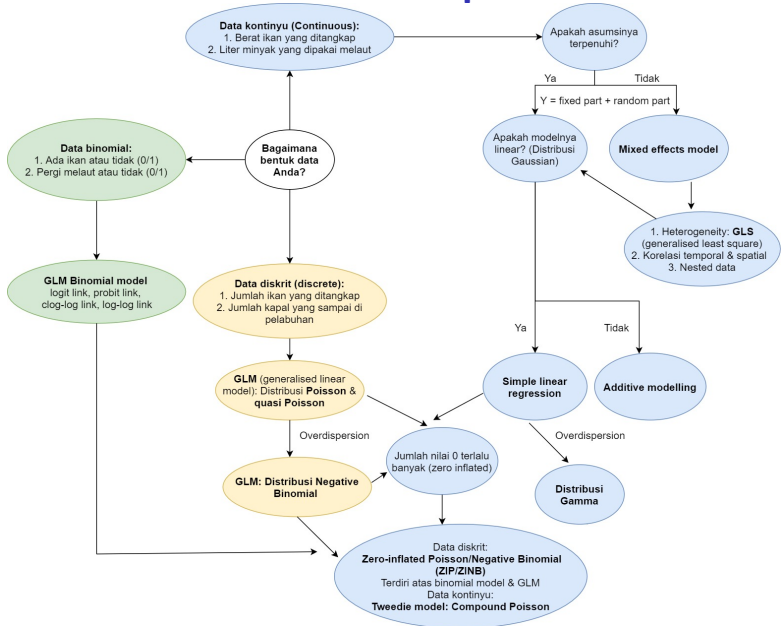 Data kontinyu (Continuous):
1. Berat ikan yang ditangkap
2. Liter minyak yang dipakai melaut
Apakah asumsinya
terpenuhi?
Ya
Tidak
Y = fixed part + random part
Data binomial:
1. Ada ikan atau tidak (0/1)
2. Pergi melaut atau tidak (0/1)
Bagaimana
bentuk data
Anda?
Apakah modelnya
linear? (Distribusi
Gaussian)
Mixed effects model
1. Heterogeneity: GLS
(generalised least square)
2. Korelasi temporal & spatial
3. Nested data
GLM Binomial model
logit link, probit link,
clog-log link, log-log link
Data diskrit (discrete):
1. Jumlah ikan yang ditangkap
2. Jumlah kapal yang sampai di
pelabuhan
Ya
Tidak
GLM (generalised linear
model): Distribusi Poisson &
quasi Poisson
Simple linear
regression
Additive modelling
Overdispersion
Overdispersion
Jumlah nilai 0 terlalu
banyak (zero inflated)
GLM: Distribusi Negative
Binomial
Distribusi
Gamma
Data diskrit:
Zero-inflated Poisson/Negative Binomial
(ZIP/ZINB)
Terdiri atas binomial model & GLM
Data kontinyu:
Tweedie model: Compound Poisson